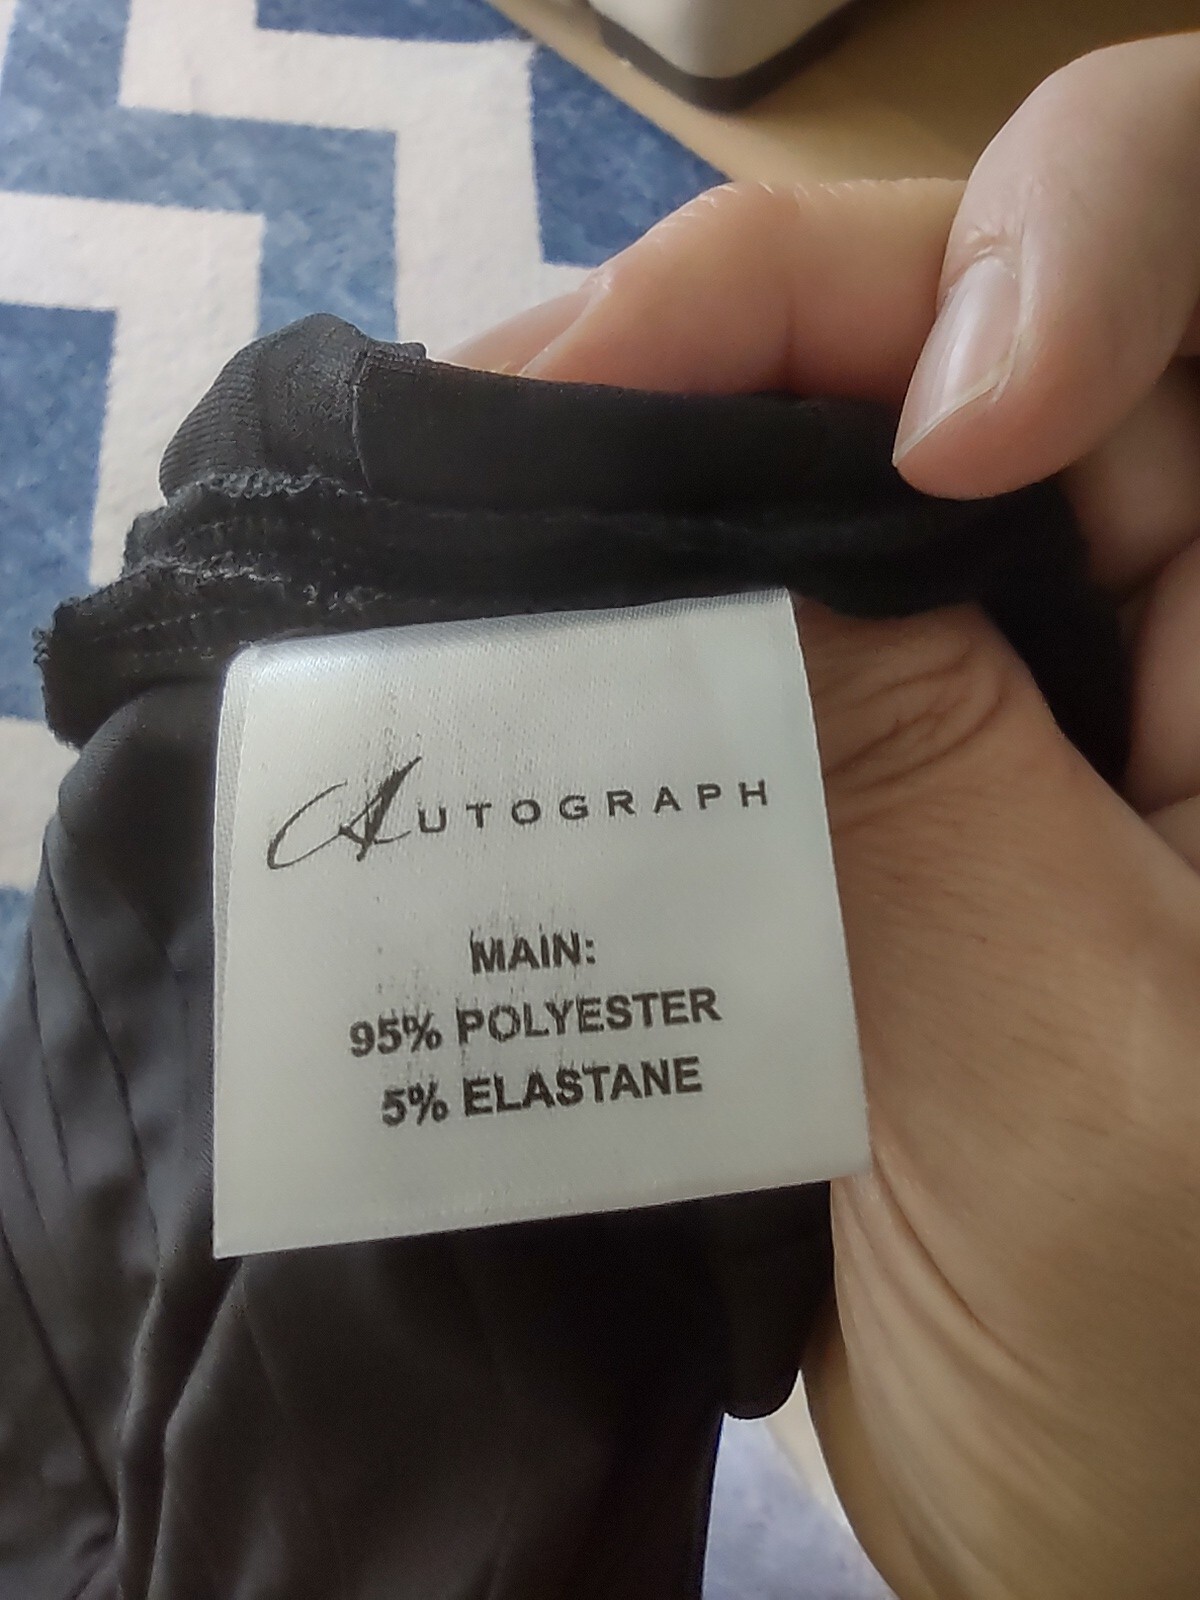 AUTOGRAPH
MAIN:
95% POLYESTER
5% ELASTANE